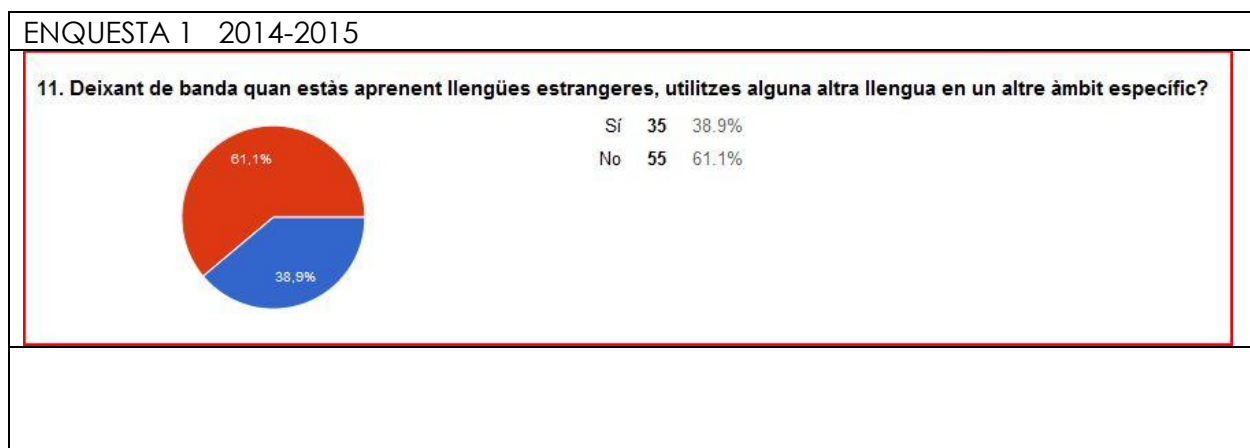 ENQUESTA 1 2014-2015
11. Deixant de banda quan estàs aprenent llengües estrangeres, utilitzes alguna altra llengua en un altre àmbit específic?
Sí 35 38.9%
No 55 61.1%
61,1%
38,9%